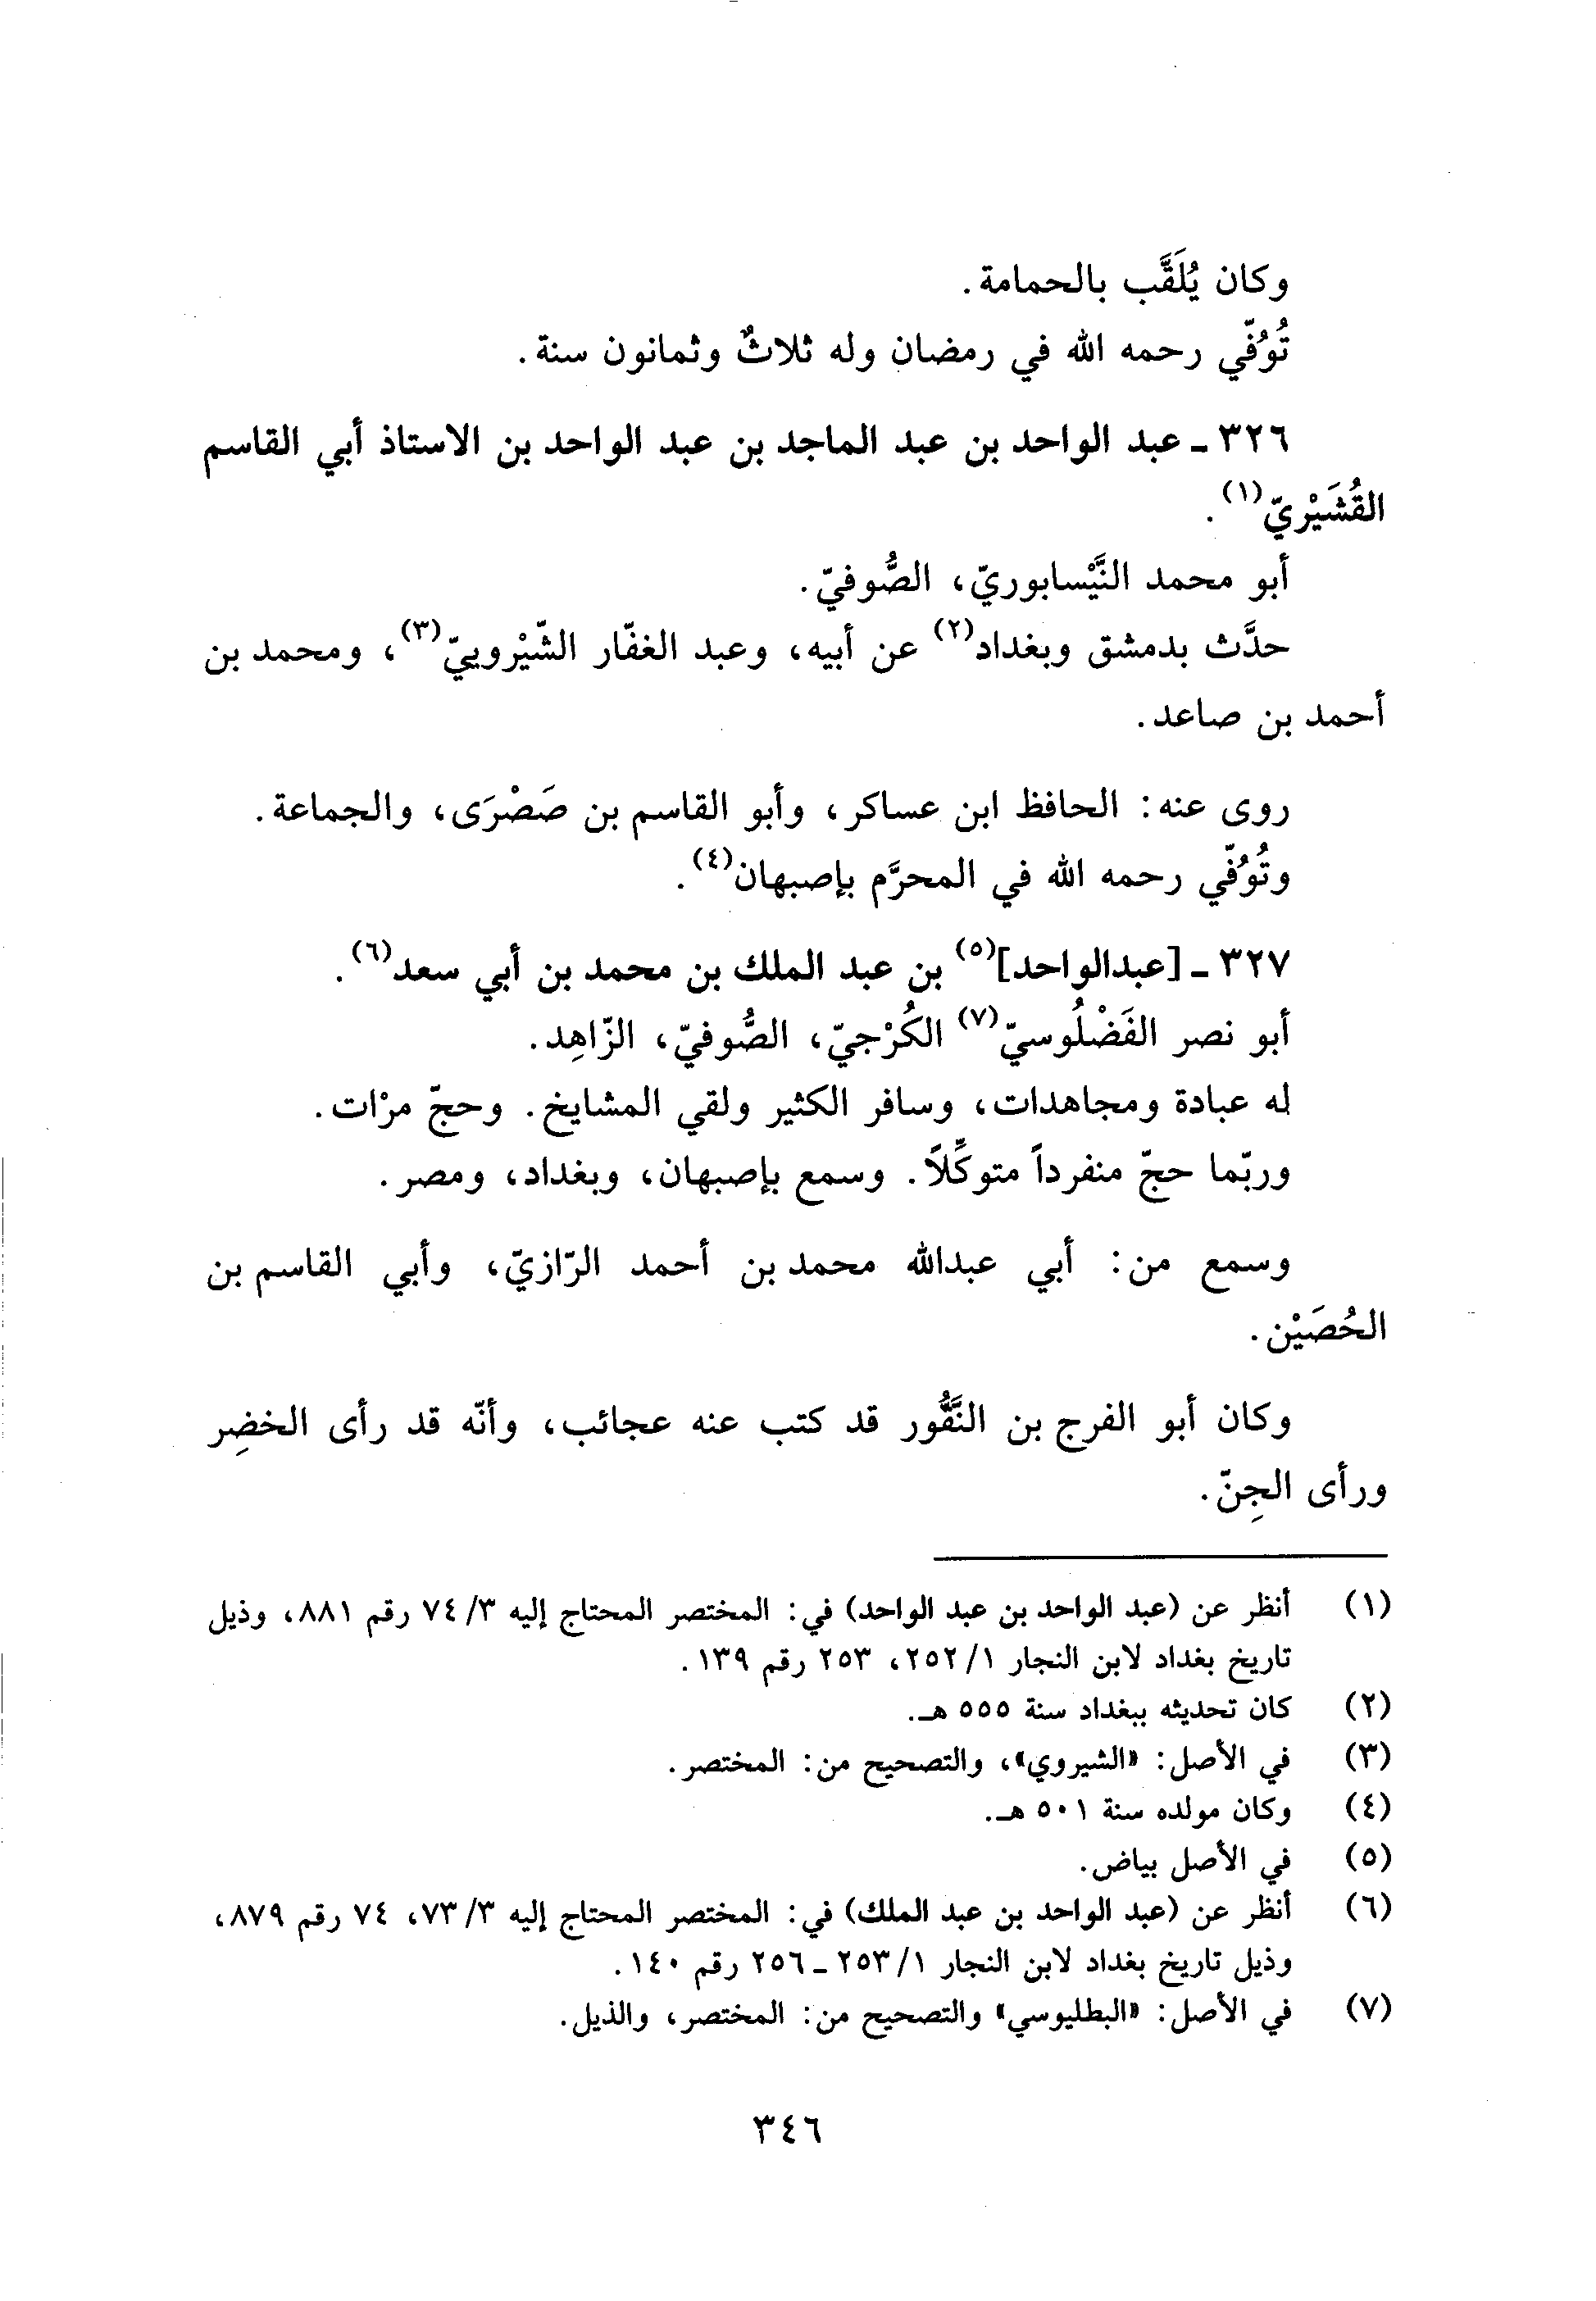 وكان يُلَقَّب بالحمامة.
تُوُفّي رحمه الله في رمضان وله ثلاثٌ وثمانون سنة.
٣٢٦ ـ عبد الواحد بن عبد الماجد بن عبد الواحد بن الاستاذ أبي القاسم
القُشَيْريّ(١).
أبو محمد النَّيْسابوريّ، الصُّوفيّ.
حدَّث بدمشق وبغداد(٢) عن أبيه، وعبد الغفّار الشّيْروييّ(٣)، ومحمد بن
أحمد بن صاعد.
روى عنه: الحافظ ابن عساكر، وأبو القاسم بن صَصْرَى، والجماعة.
وتُوُفّي رحمه الله في المحرَّم بإصبهان(٤).
٣٢٧ ـ [عبدالواحد](٥) بن عبد الملك بن محمد بن أبي سعد(٦).
أبو نصر الفَضْلُوسيّ(٧) الكُرْجيّ، الصُّوفيّ، الزّاهِد.
له عبادة ومجاهدات، وسافر الكثير ولقي المشايخ. وحجّ مرْات.
وربّما حجّ منفرداً متوكِّلاً. وسمع بإصبهان، وبغداد، ومصر.
وسمع من: أبي عبدالله محمد بن أحمد الرّازيّ، وأبي القاسم بن
الحُصَيْن.
وكان أبو الفرج بن النَّقُّور قد كتب عنه عجائب، وأنّه قد رأى الخضِر
ورأى الجِنّ.
(١) أنظر عن (عبد الواحد بن عبد الواحد) في: المختصر المحتاج إليه ٣/ ٧٤ رقم ٨٨١، وذيل
تاريخ بغداد لابن النجار ١/ ٢٥٢، ٢٥٣ رقم ١٣٩.
(٢) كان تحديثه ببغداد سنة ٥٥٥ هـ.
(٣) في الأصل: «الشيروي»، والتصحيح من: المختصر.
(٤) وكان مولده سنة ٥٠١ هـ.
(٥) في الأصل بياض.
(٦) أنظر عن (عبد الواحد بن عبد الملك) في: المختصر المحتاج إليه ٣/ ٧٣، ٧٤ رقم ٨٧٩،
وذيل تاريخ بغداد لابن النجار ١/ ٢٥٣ ـ ٢٥٦ رقم ١٤٠.
(٧) في الأصل: «البطليوسي» والتصحيح من: المختصر، والذيل.
٣٤٦